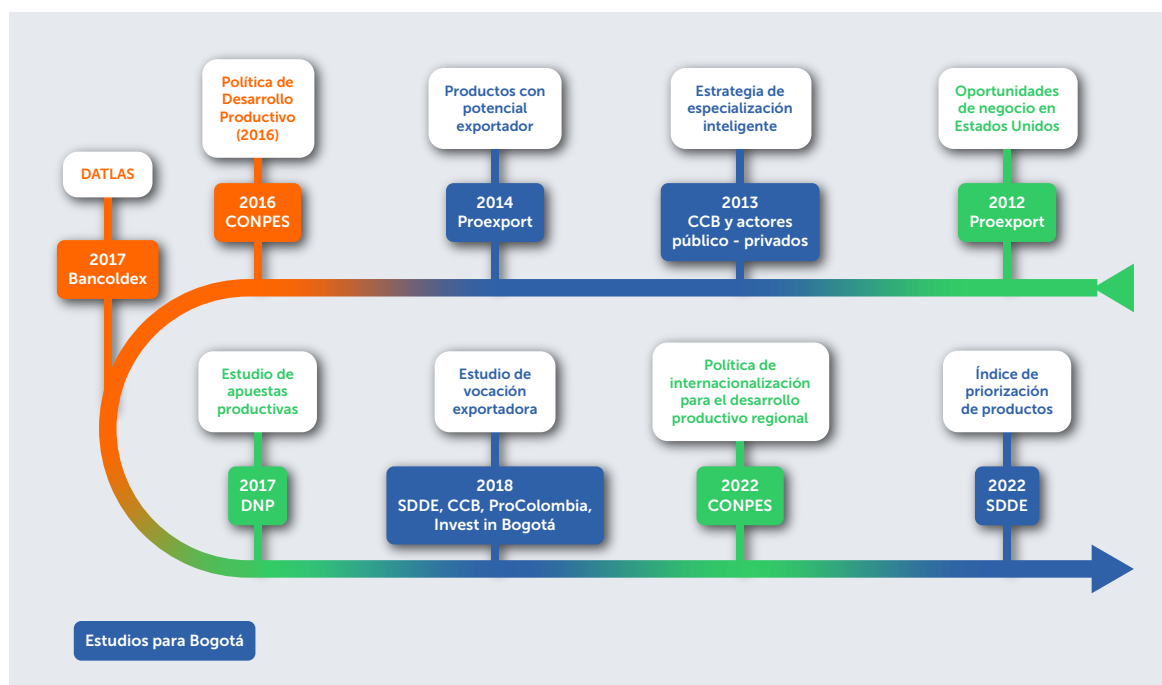 Política de
Desarrollo
Productivo
(2016)
Productos con
potencial
exportador
Estrategia de
especialización
inteligente
Oportunidades
de negocio en
Estados Unidos
DATLAS
2016
CONPES
2014
Proexport
2013
CCB y actores
público - privados
2012
Proexport
2017
Bancoldex
Estudio de
apuestas
productivas
Estudio de
vocación
exportadora
Política de
internacionalización
para el desarrollo
productivo regional
Índice de
priorización
de productos
2017
DNP
2018
SDDE, CCB, ProColombia,
Invest in Bogotá
2022
CONPES
2022
SDDE
Estudios para Bogotá